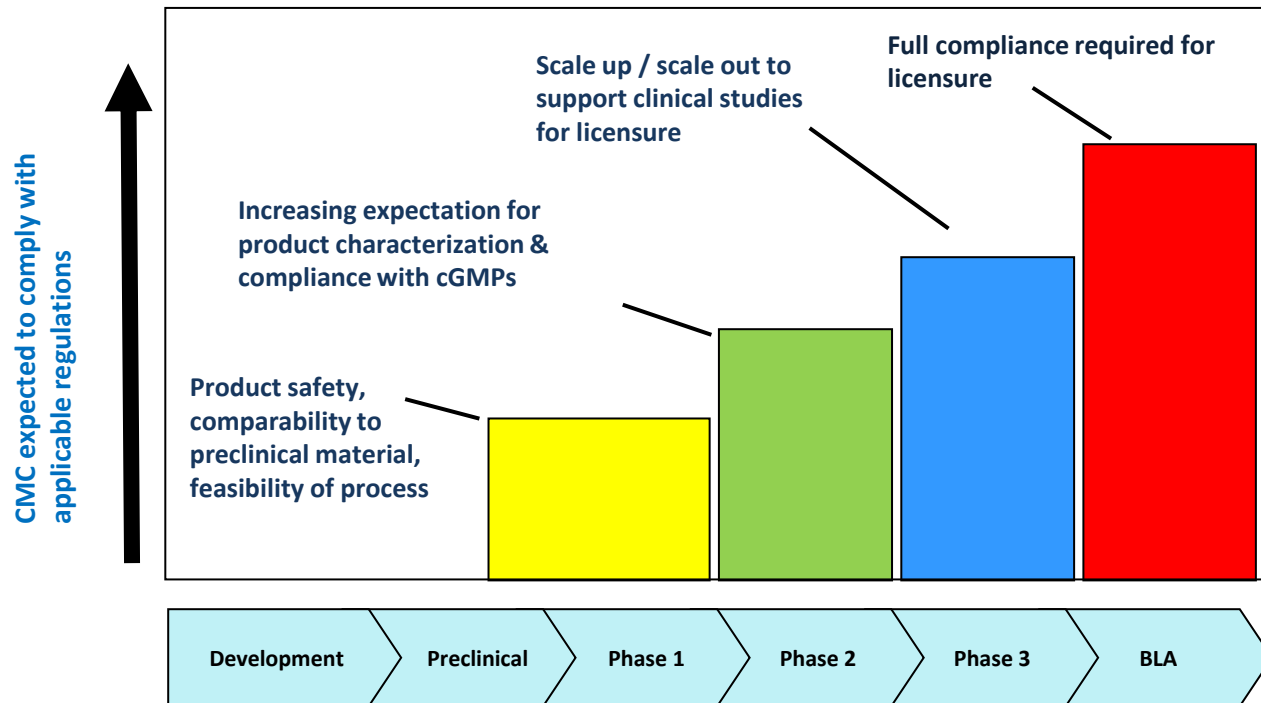 CMC expected to comply with
applicable regulations
Product safety,
comparability to
preclinical material,
feasibility of process
Increasing expectation for
product characterization &
compliance with cGMPs
Scale up / scale out to
support clinical studies
for licensure
Full compliance required for
licensure
Development
Preclinical
Phase 1
Phase 2
Phase 3
BLA